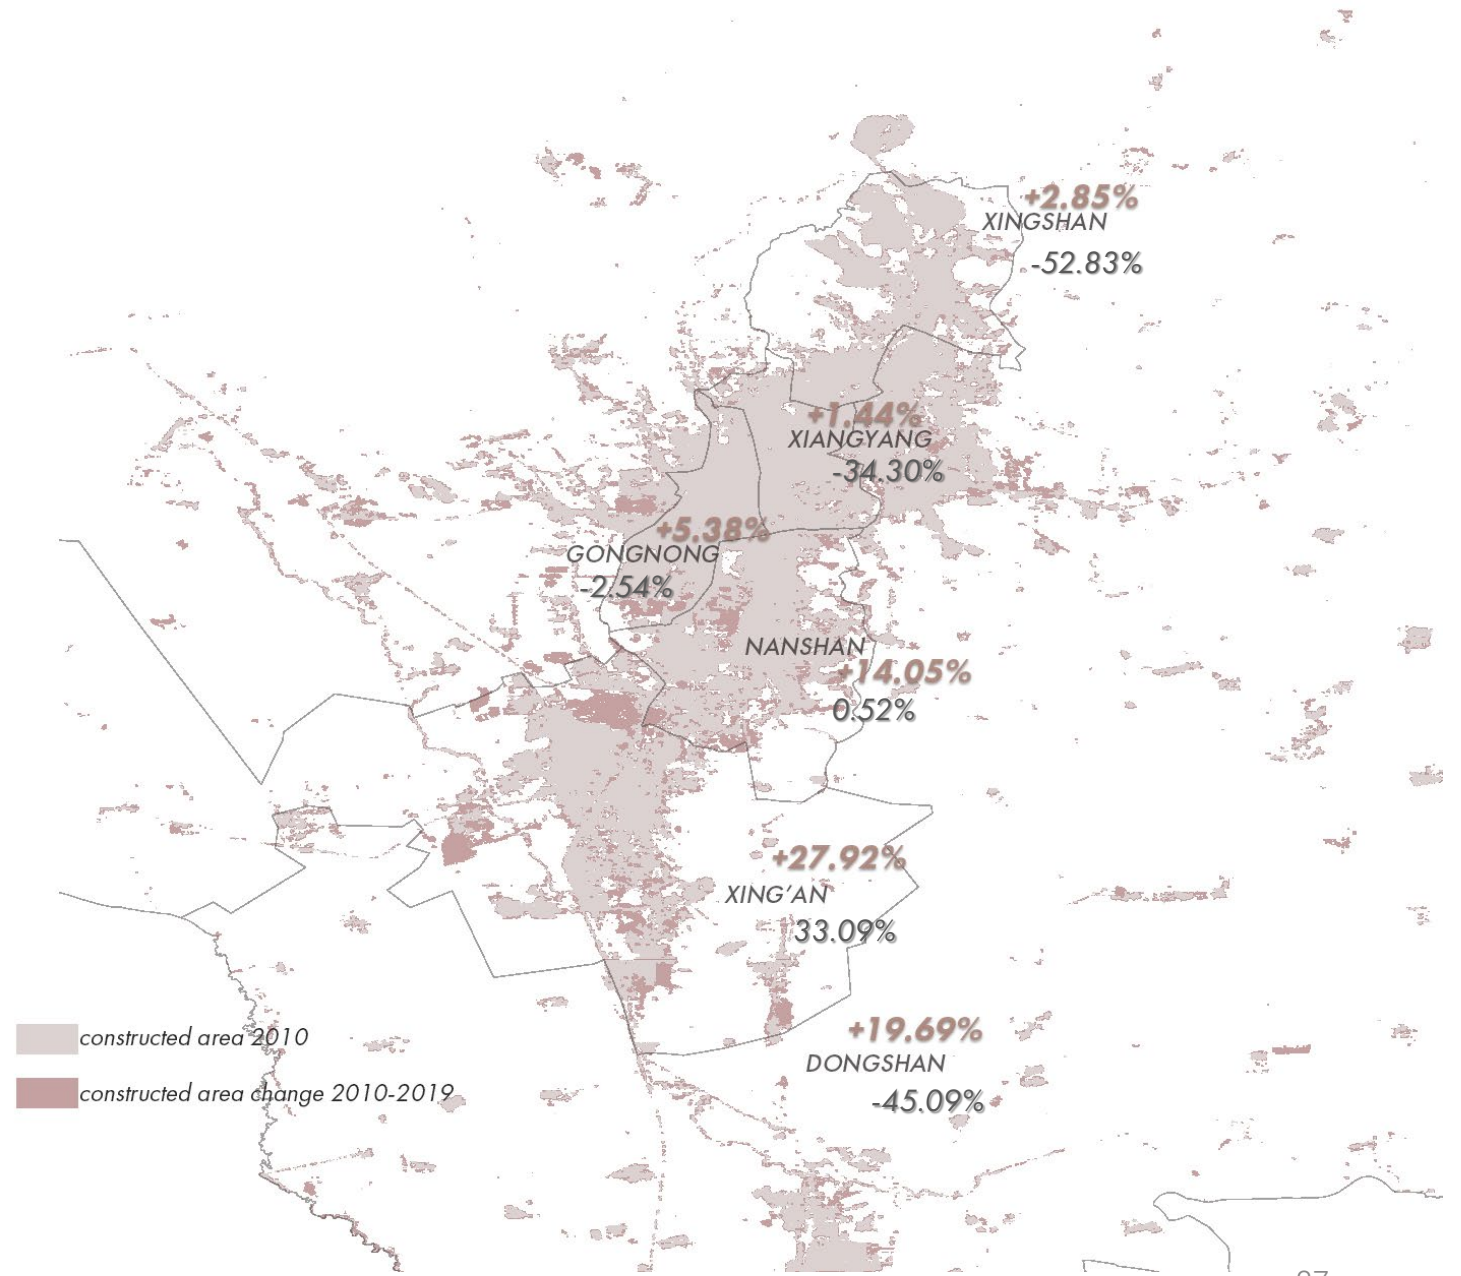 +2.85%
XINGSHAN
-52.83%
+1.44%
XIANGYANG
-34.30%
+5.38%
GONGNONG
-2.54%
NANSHAN
+14.05%
0.52%
+27.92%
XING'AN
33.09%
+19.69%
DONGSHAN
-45.09%
constructed area 2010
constructed area change 2010-2019